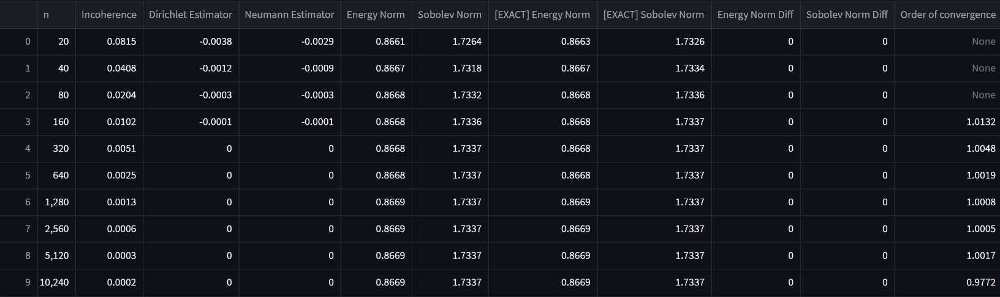 n Incoherence Dirichlet Estimator Neumann Estimator Energy Norm Sobolev Norm [EXACT] Energy Norm [EXACT] Sobolev Norm Energy Norm Diff Sobolev Norm Diff Order of convergence
0 20 0.0815 -0.0038 -0.0029 0.8661 1.7264 0.8663 1.7326 0 0 None
1 40 0.0408 -0.0012 -0.0009 0.8667 1.7318 0.8667 1.7334 0 0 None
2 80 0.0204 -0.0003 -0.0003 0.8668 1.7332 0.8668 1.7336 0 0 None
3 160 0.0102 -0.0001 -0.0001 0.8668 1.7336 0.8668 1.7337 0 0 1.0132
4 320 0.0051 0 0 0.8668 1.7337 0.8668 1.7337 0 0 1.0048
5 640 0.0025 0 0 0.8668 1.7337 0.8668 1.7337 0 0 1.0019
6 1,280 0.0013 0 0 0.8669 1.7337 0.8669 1.7337 0 0 1.0008
7 2,560 0.0006 0 0 0.8669 1.7337 0.8669 1.7337 0 0 1.0005
8 5,120 0.0003 0 0 0.8669 1.7337 0.8669 1.7337 0 0 1.0017
9 10,240 0.0002 0 0 0.8669 1.7337 0.8669 1.7337 0 0 0.9772